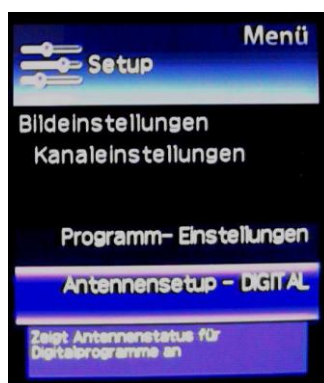 Menü
Setup
Bildeinstellungen
Kanaleinstellungen
Programm- Einstellungen
Antennensetup - DIGITAL
Zeigt Antennenstatus für
Digitalprogramme an